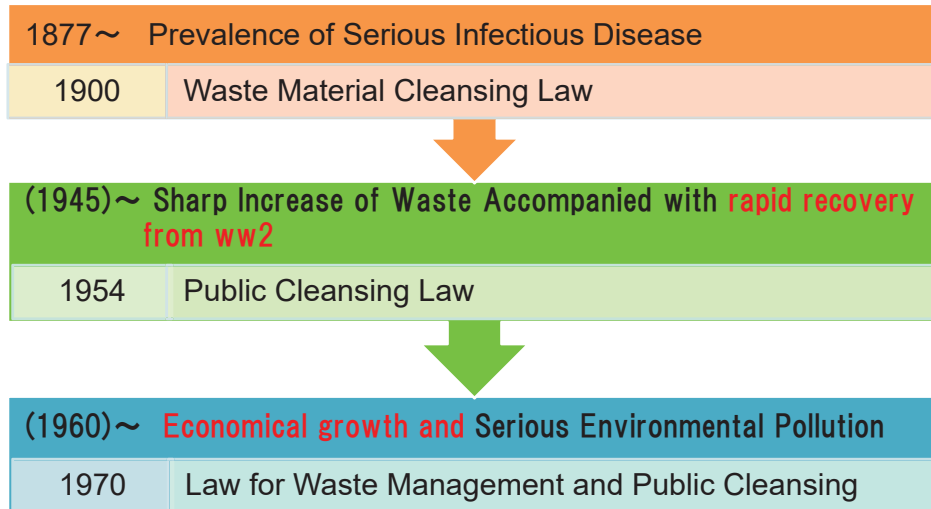 1877～ Prevalence of Serious Infectious Disease
1900 Waste Material Cleansing Law
(1945)～ Sharp Increase of Waste Accompanied with rapid recovery
from ww2
1954 Public Cleansing Law
(1960)～ Economical growth and Serious Environmental Pollution
1970 Law for Waste Management and Public Cleansing